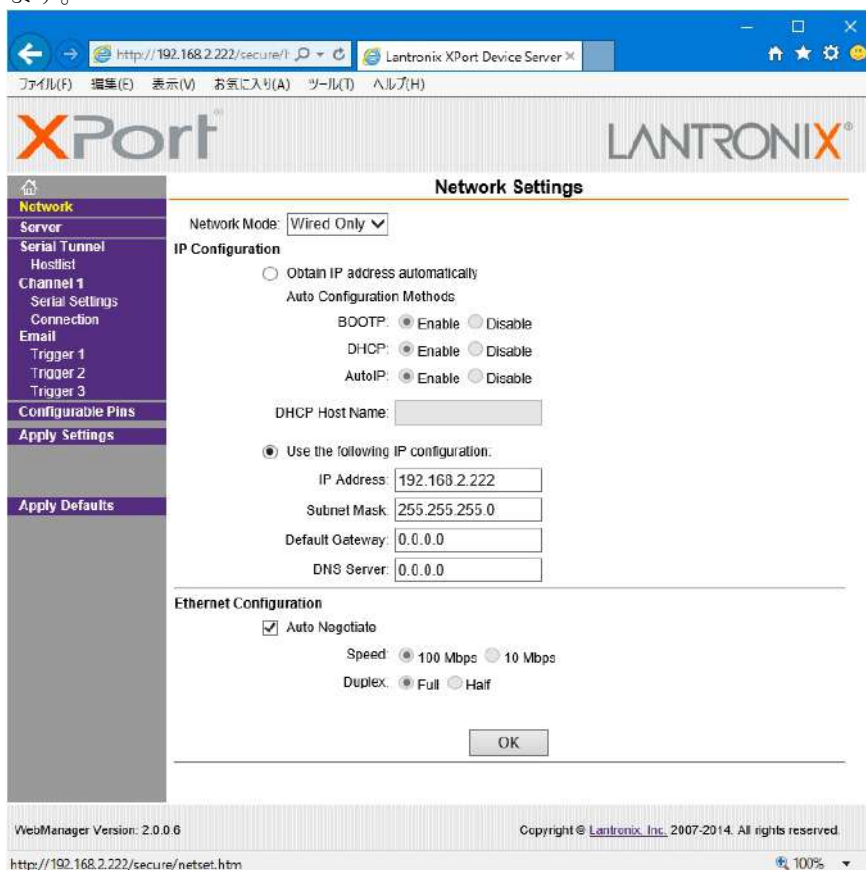 ます。
http://192.168.2.222/secure/l
Lantronix XPort Device Server
ファイル(F) 編集(E) 表示(V) お気に入り(A) ツール(T) ヘルプ(H)
XPort®
LANTRONIX®
Network Settings
Network
Server
Serial Tunnel
Hostlist
Channel 1
Serial Settings
Connection
Email
Trigger 1
Trigger 2
Trigger 3
Configurable Pins
Apply Settings
Apply Defaults
Network Mode: Wired Only
IP Configuration
Obtain IP address automatically
Auto Configuration Methods
BOOTP: Enable Disable
DHCP: Enable Disable
AutoIP: Enable Disable
DHCP Host Name:
Use the following IP configuration:
IP Address: 192.168.2.222
Subnet Mask: 255.255.255.0
Default Gateway: 0.0.0.0
DNS Server: 0.0.0.0
Ethernet Configuration
Auto Negotiate
Speed: 100 Mbps 10 Mbps
Duplex: Full Half
OK
WebManager Version: 2.0.0.6
Copyright © Lantronix, Inc. 2007-2014. All rights reserved.
http://192.168.2.222/secure/netset.htm
100%